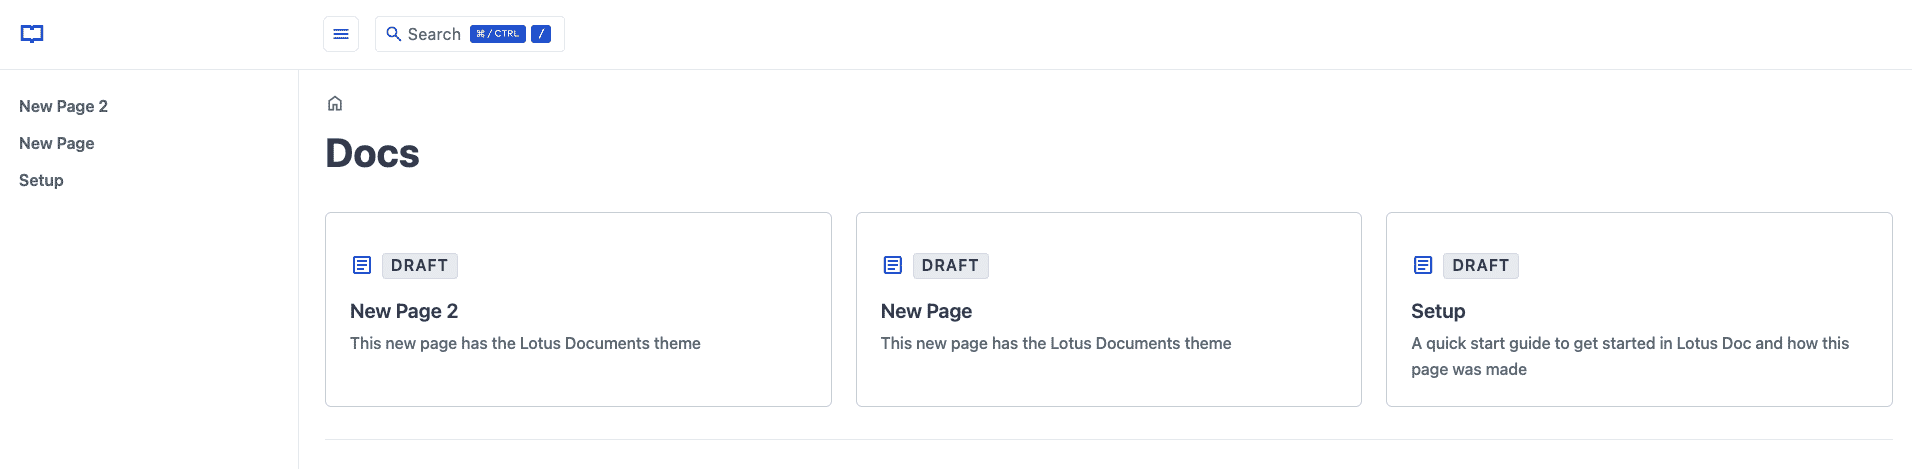 Search ⌘/CTRL /
New Page 2
New Page
Setup
Docs
DRAFT
New Page 2
This new page has the Lotus Documents theme
DRAFT
New Page
This new page has the Lotus Documents theme
DRAFT
Setup
A quick start guide to get started in Lotus Doc and how this
page was made